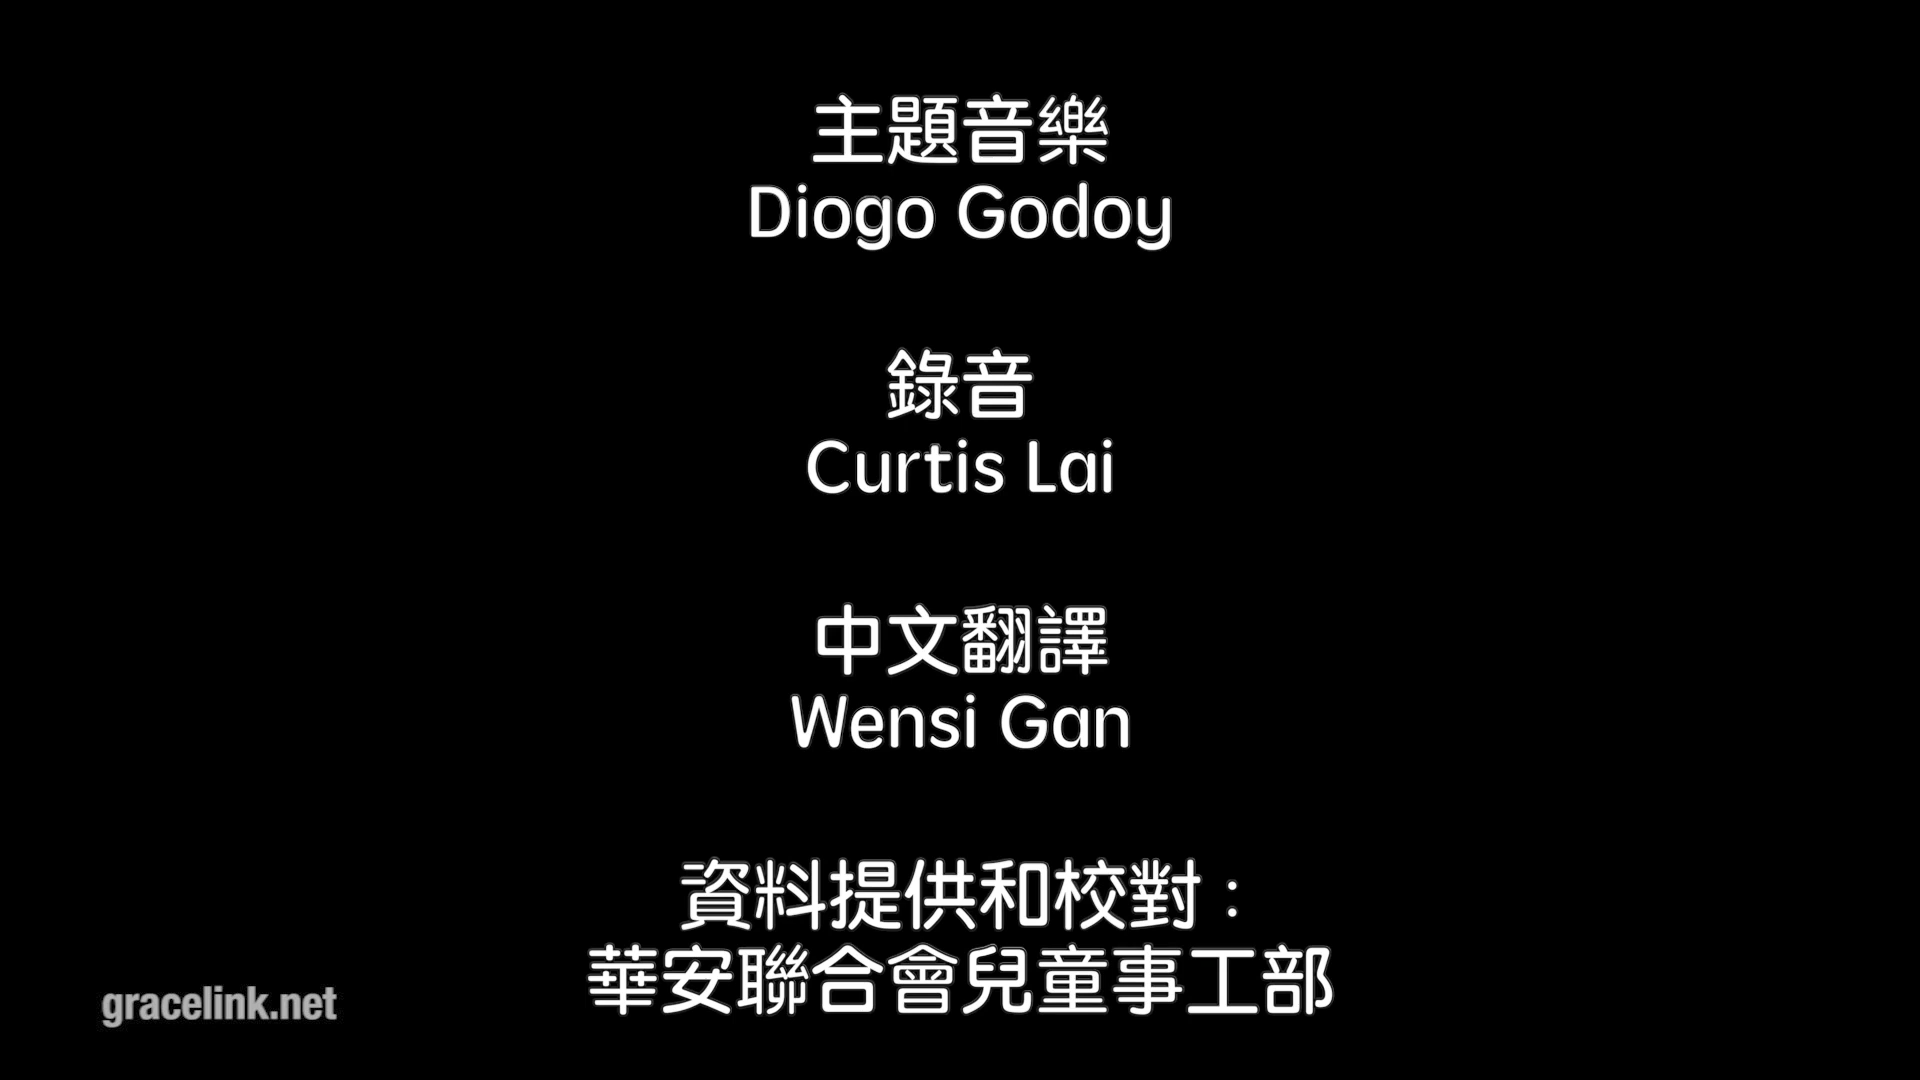 主題音樂
Diogo Godoy
錄音
Curtis Lai
中文翻譯
Wensi Gan
資料提供和校對：
華安聯合會兒童事工部
gracelink.net